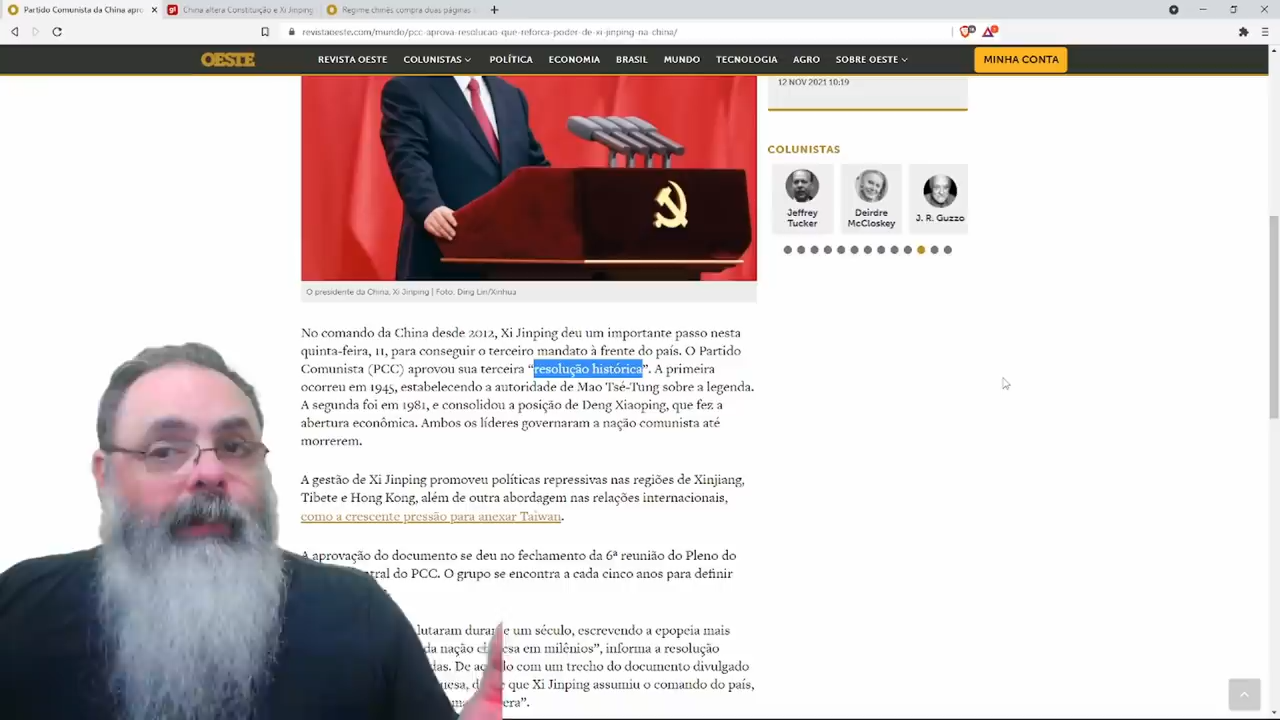 Partido Comunista da China apro
China altera Constituição e Xi Jinping
Regime chinês compra duas páginas
revistaoeste.com/mundo/pcc-aprova-resolucao-que-reforca-poder-de-xi-jinping-na-china/
OESTE
REVISTA OESTE
COLUNISTAS
POLÍTICA
ECONOMIA
BRASIL
MUNDO
TECNOLOGIA
AGRO
SOBRE OESTE
MINHA CONTA
12 NOV 2021 10:19
COLUNISTAS
Jeffrey
Tucker
Deirdre
McCloskey
J. R. Guzzo
O presidente da China, Xi Jinping | Foto: Ding Lin/Xinhua
No comando da China desde 2012, Xi Jinping deu um importante passo nesta
quinta-feira, 11, para conseguir o terceiro mandato à frente do país. O Partido
Comunista (PCC) aprovou sua terceira “resolução histórica”. A primeira
ocorreu em 1945, estabelecendo a autoridade de Mao Tsé-Tung sobre a legenda.
A segunda foi em 1981, e consolidou a posição de Deng Xiaoping, que fez a
abertura econômica. Ambos os líderes governaram a nação comunista até
morrerem.
A gestão de Xi Jinping promoveu políticas repressivas nas regiões de Xinjiang,
Tibete e Hong Kong, além de outra abordagem nas relações internacionais,
como a crescente pressão para anexar Taiwan.
A aprovação do documento se deu no fechamento da 6ª reunião do Pleno do
tral do PCC. O grupo se encontra a cada cinco anos para definir
lutaram durante um século, escrevendo a epopeia mais
da nação chinesa em milênios”, informa a resolução
das. De acordo com um trecho do documento divulgado
nesa, desde que Xi Jinping assumiu o comando do país,